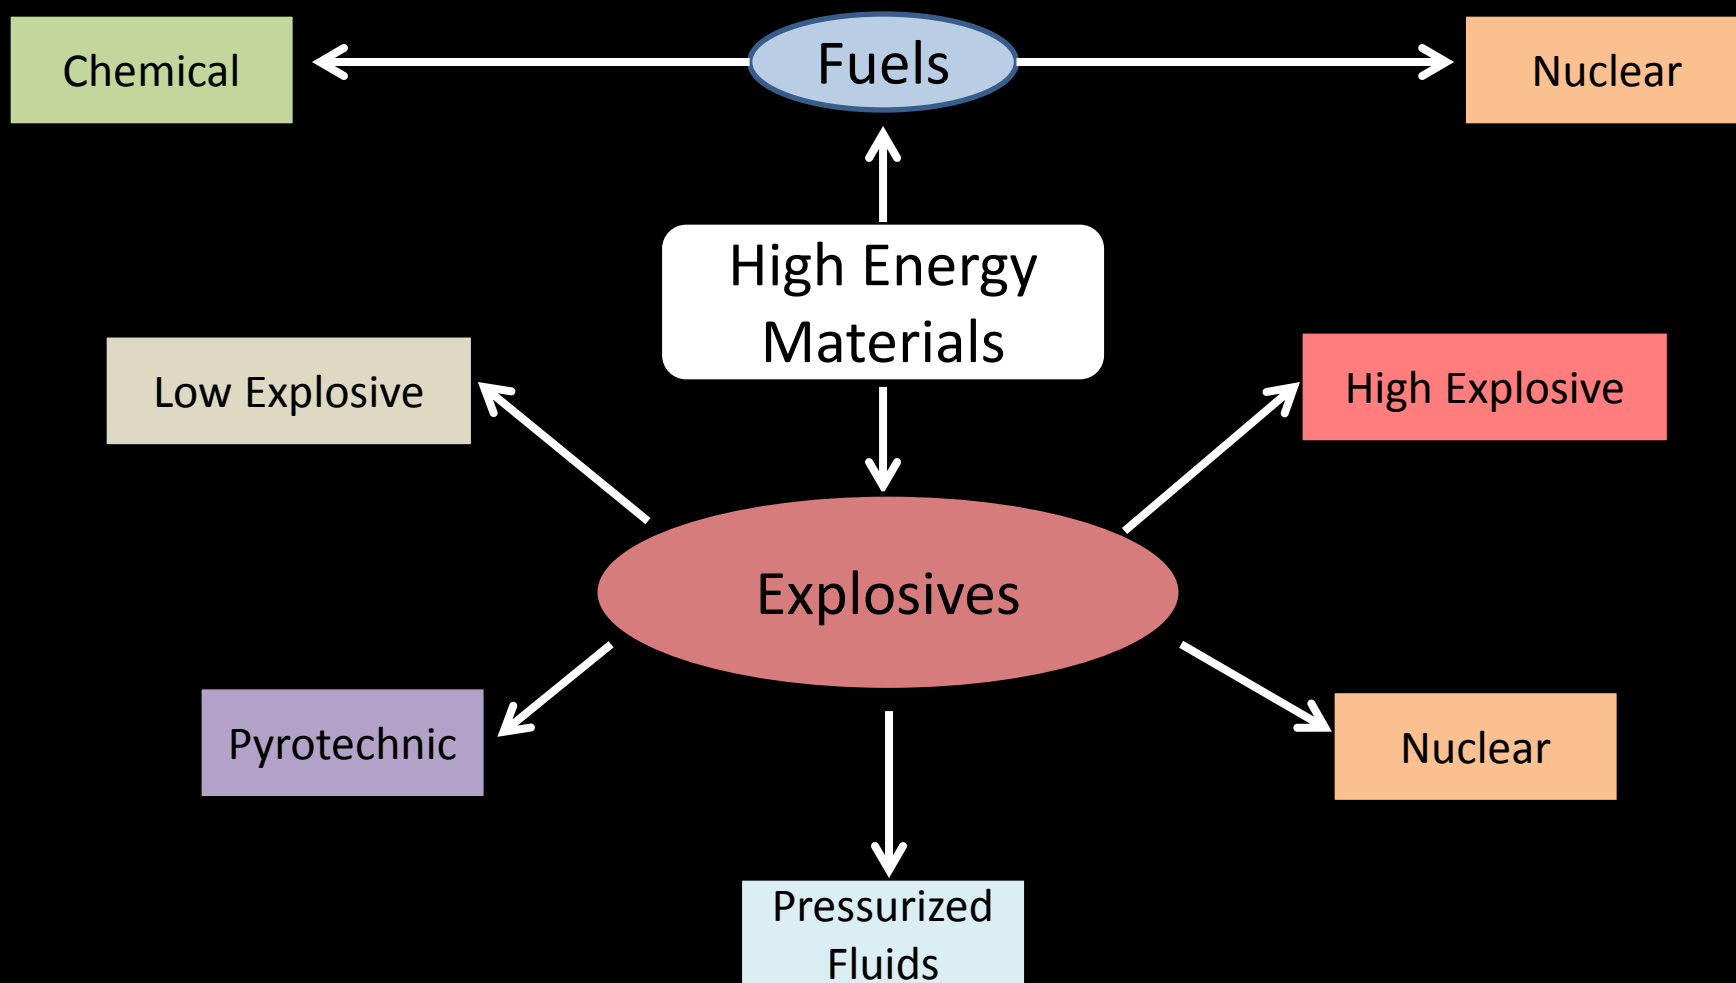 Chemical
Fuels
Nuclear
High Energy
Materials
Low Explosive
High Explosive
Explosives
Pyrotechnic
Nuclear
Pressurized
Fluids